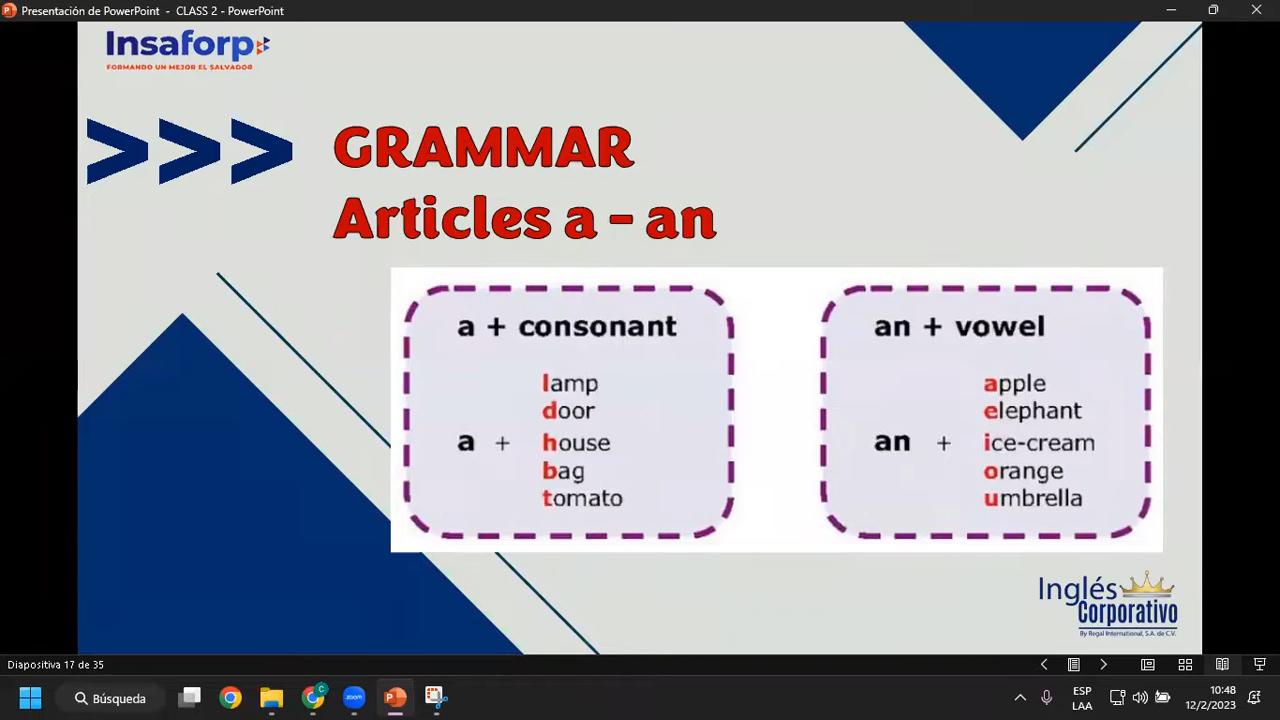 Presentación de PowerPoint - CLASS 2 - PowerPoint
Insaforp
FORMANDO UN MEJOR EL SALVADOR
>>> GRAMMAR
Articles a - an
a + consonant
lamp
door
a + house
bag
tomato
an + vowel
apple
elephant
an + ice-cream
orange
umbrella
Inglés
Corporativo
By Regal International, S.A. de C.V.
Diapositiva 17 de 35
Búsqueda
C
zoom
ESP
LAA
10:48
12/2/2023